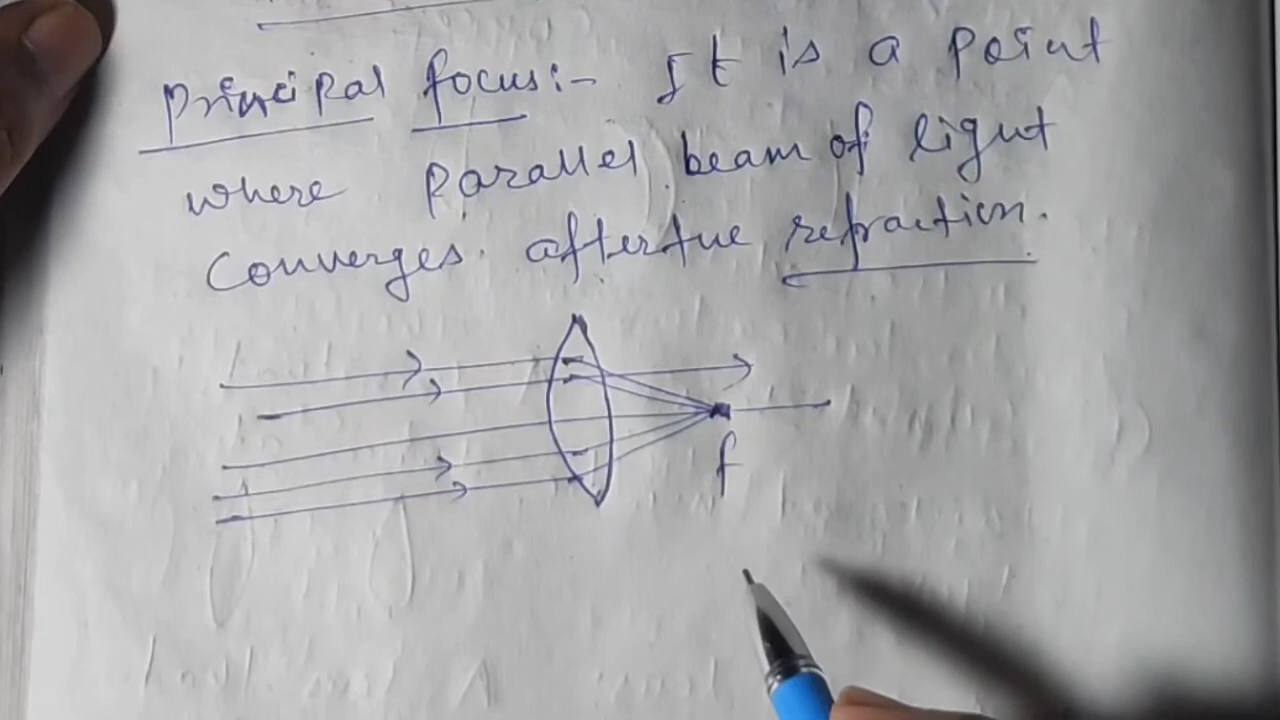 Principal focus:- It is a point
where parallel beam of light
converges. after the refraction.
f